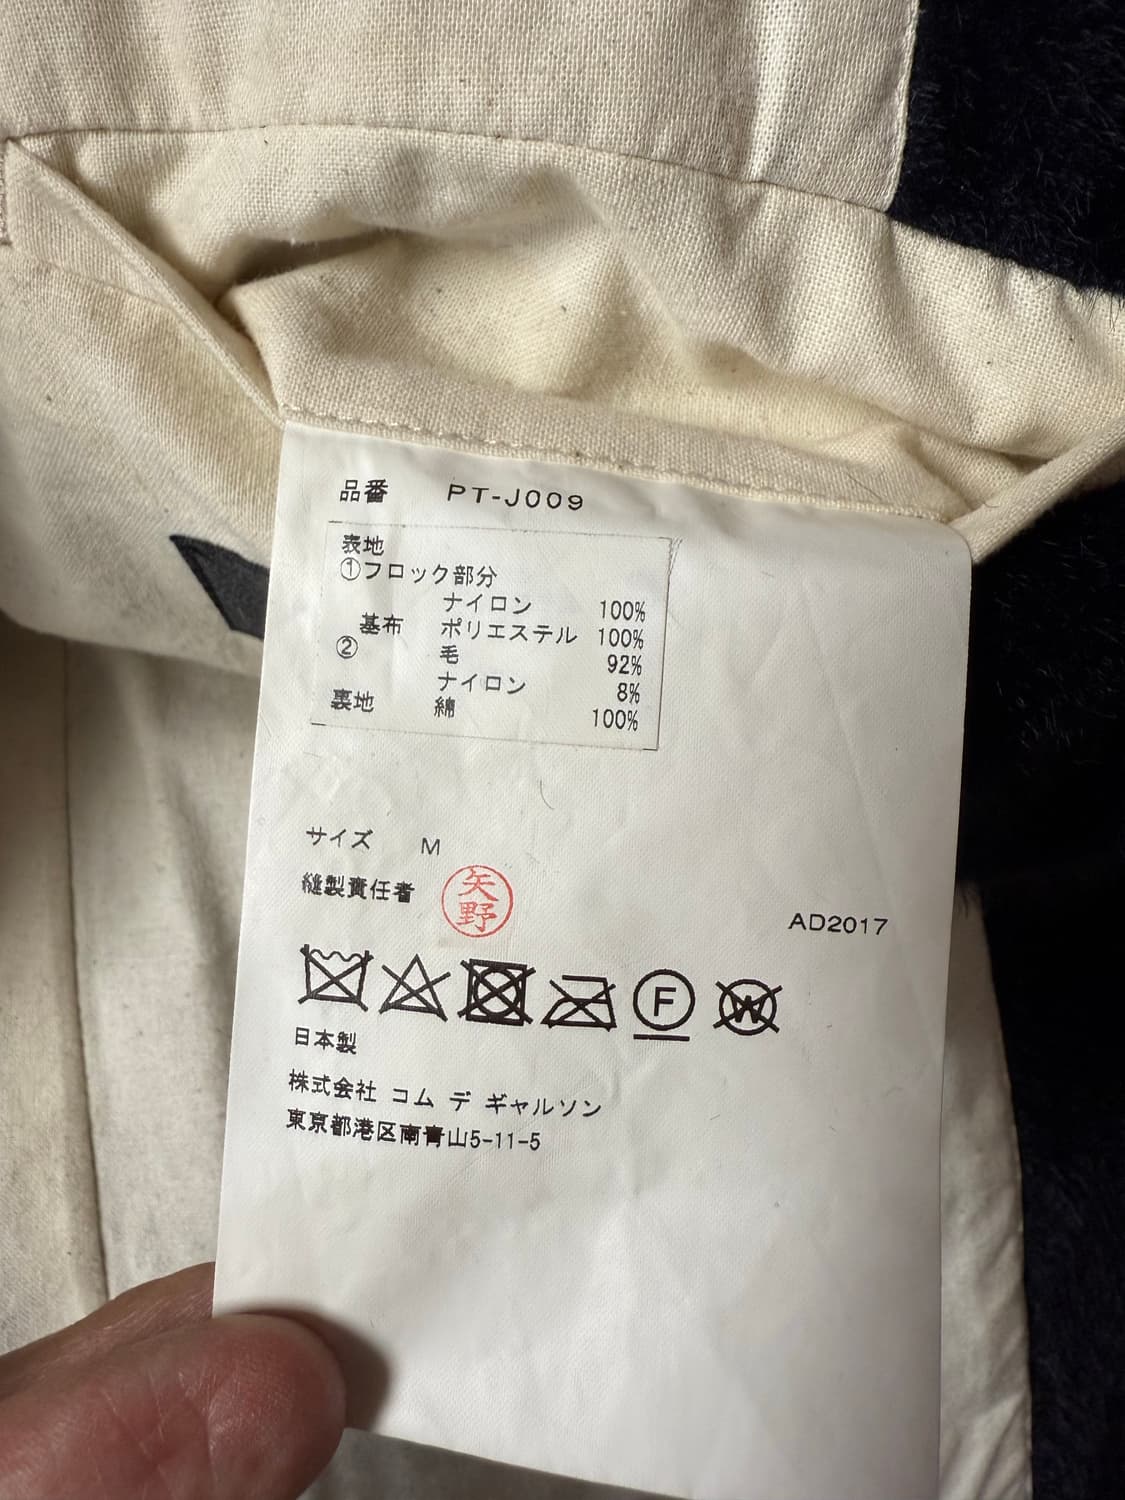 品番 PT-J009
表地
①フロック部分
ナイロン 100%
基布 ポリエステル 100%
② 毛 92%
ナイロン 8%
裏地 綿 100%
サイズ M
縫製責任者 矢野
AD2017
F W
日本製
株式会社 コム デ ギャルソン
東京都港区南青山5-11-5